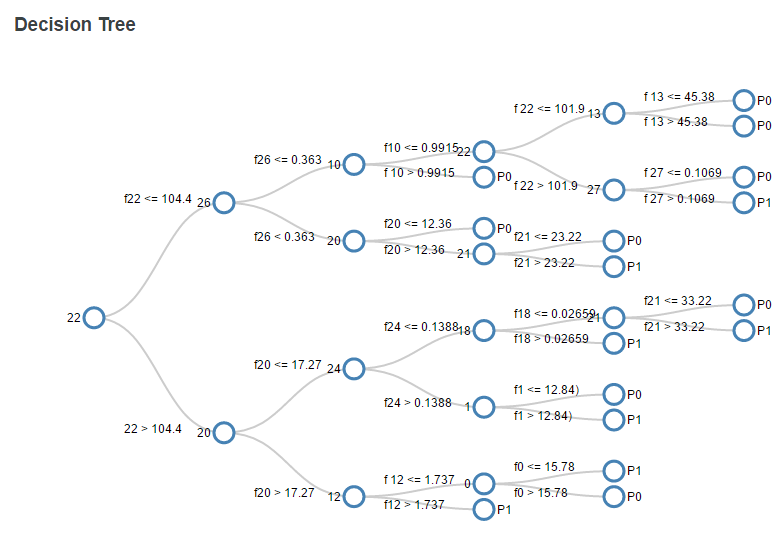 Decision Tree
f 13 <= 45.38
P0
f 22 <= 101.9
13
f 13 > 45.38
P0
f10 <= 0.9915
22
f26 <= 0.363
10
f 10 > 0.9915
P0
f 27 <= 0.1069
P0
f 22 > 101.9
27
f 27 > 0.1069
P1
f22 <= 104.4
26
f20 <= 12.36
P0
f26 < 0.363
20
f21 <= 23.22
P0
f20 > 12.36
21
f21 > 23.22
P1
22
f21 <= 33.22
P0
f18 <= 0.02659
21
f24 <= 0.1388
18
f21 > 33.22
P1
f18 > 0.02659
P1
f20 <= 17.27
24
f1 <= 12.84)
P0
f24 > 0.1388
1
f1 > 12.84)
P1
22 > 104.4
20
f0 <= 15.78
P1
f 12 <= 1.737
0
f20 > 17.27
12
f0 > 15.78
P0
f12 > 1.737
P1